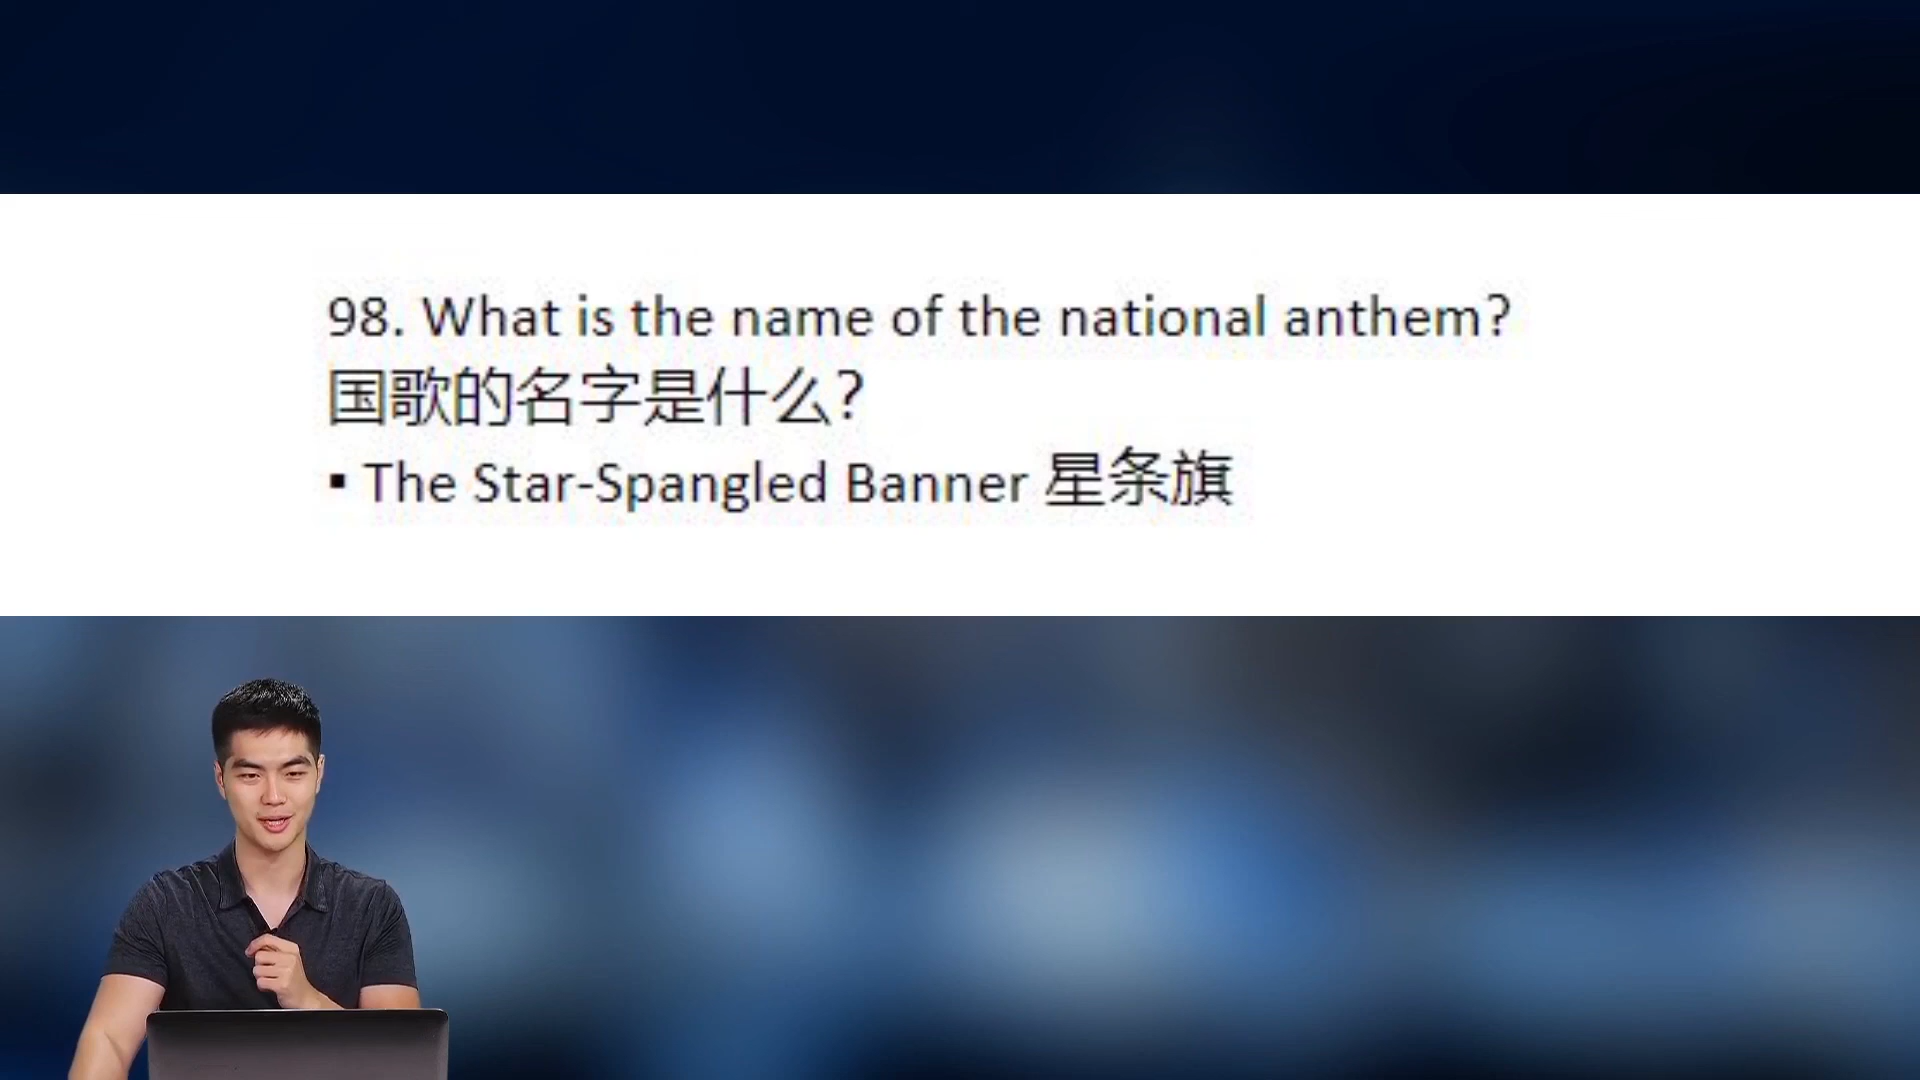 98. What is the name of the national anthem?
国歌的名字是什么?
▪ The Star-Spangled Banner 星条旗